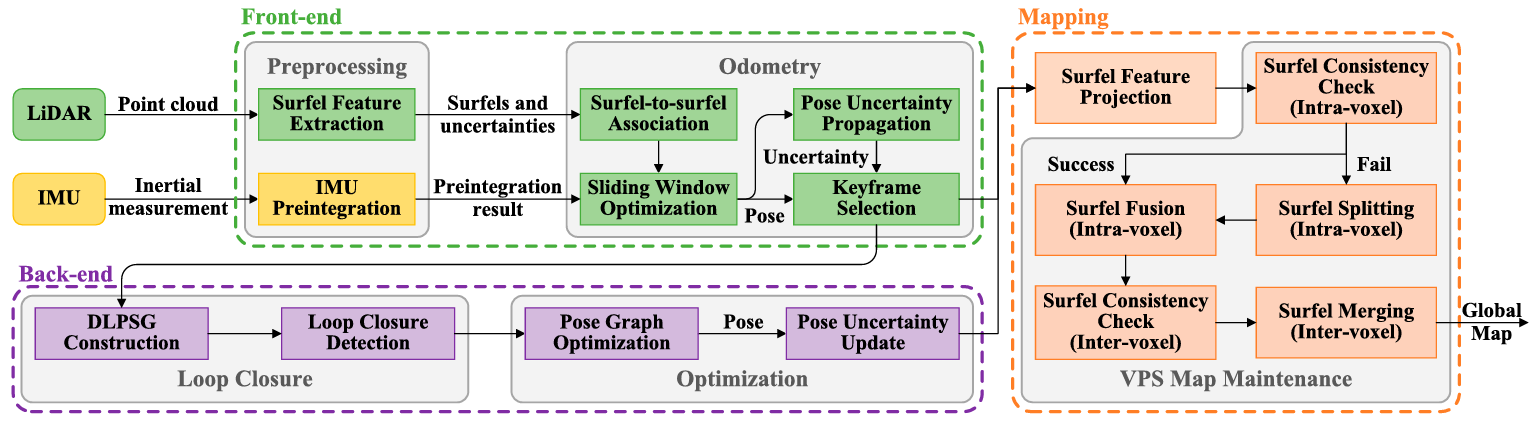 Front-end
Preprocessing
Odometry
LiDAR
Point cloud
Surfel Feature
Extraction
Surfels and
uncertainties
Surfel-to-surfel
Association
Pose Uncertainty
Propagation
Uncertainty
IMU
Inertial
measurement
IMU
Preintegration
Preintegration
result
Sliding Window
Optimization
Pose
Keyframe
Selection
Back-end
DLPSG
Construction
Loop Closure
Detection
Loop Closure
Pose Graph
Optimization
Pose
Pose Uncertainty
Update
Optimization
Mapping
Surfel Feature
Projection
Surfel Consistency
Check
(Intra-voxel)
Success
Fail
Surfel Fusion
(Intra-voxel)
Surfel Splitting
(Intra-voxel)
Surfel Consistency
Check
(Inter-voxel)
Surfel Merging
(Inter-voxel)
Global
Map
VPS Map Maintenance